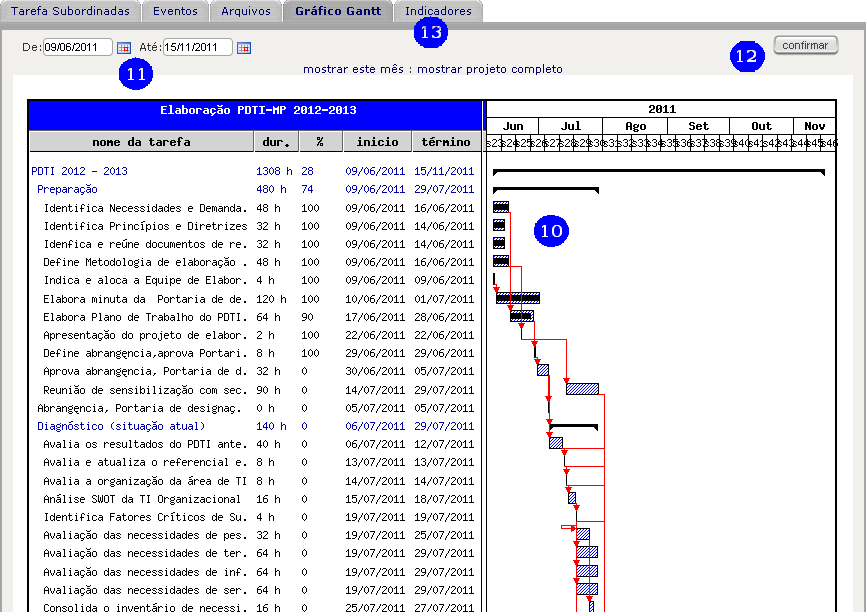 Tarefa Subordinadas Eventos Arquivos Gráfico Gantt Indicadores
13
De: 09/06/2011 Até: 15/11/2011 12 confirmar
11
mostrar este mês : mostrar projeto completo
Elaboração PDTI-MP 2012-2013 2011
Jun Jul Ago Set Out Nov
nome da tarefa dur. % inicio término
PDTI 2012 - 2013 1308 h 28 09/06/2011 15/11/2011
Preparação 480 h 74 09/06/2011 29/07/2011
Identifica Necessidades e Demanda. 48 h 100 09/06/2011 16/06/2011
Identifica Princípios e Diretrizes 32 h 100 09/06/2011 14/06/2011
10
Idenfica e reúne documentos de re. 32 h 100 09/06/2011 14/06/2011
Define Metodologia de elaboração . 48 h 100 09/06/2011 16/06/2011
Indica e aloca a Equipe de Elabor. 4 h 100 09/06/2011 09/06/2011
Elabora minuta da Portaria de de. 120 h 100 10/06/2011 01/07/2011
Elabora Plano de Trabalho do PDTI. 64 h 90 17/06/2011 28/06/2011
Apresentação do projeto de elabor. 2 h 100 22/06/2011 22/06/2011
Define abrangęncia,aprova Portari. 8 h 100 29/06/2011 29/06/2011
Aprova abrangęncia, Portaria de d. 32 h 0 30/06/2011 05/07/2011
Reunião de sensibilização com sec. 90 h 0 14/07/2011 29/07/2011
Abrangęncia, Portaria de designaç. 0 h 0 05/07/2011 05/07/2011
Diagnóstico (situação atual) 140 h 0 06/07/2011 29/07/2011
Avalia os resultados do PDTI ante. 40 h 0 06/07/2011 12/07/2011
Avalia e atualiza o referencial e. 8 h 0 13/07/2011 13/07/2011
Avalia a organização da área de TI 8 h 0 14/07/2011 14/07/2011
Análise SWOT da TI Organizacional 16 h 0 15/07/2011 18/07/2011
Identifica Fatores Críticos de Su. 4 h 0 19/07/2011 19/07/2011
Avaliação das necessidades de pes. 32 h 0 19/07/2011 25/07/2011
Avaliação das necessidades de ter. 64 h 0 19/07/2011 29/07/2011
Avaliação das necessidades de inf. 64 h 0 19/07/2011 29/07/2011
Avaliação das necessidades de ser. 64 h 0 19/07/2011 29/07/2011
Consolida o inventário de necessi. 16 h 0 25/07/2011 27/07/2011